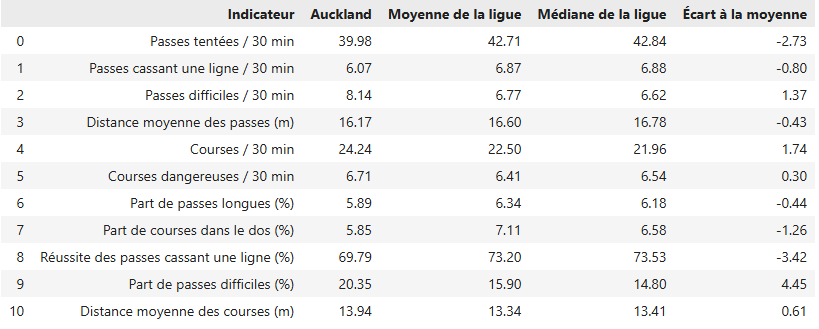 Indicateur Auckland Moyenne de la ligue Médiane de la ligue Écart à la moyenne
0 Passes tentées / 30 min 39.98 42.71 42.84 -2.73
1 Passes cassant une ligne / 30 min 6.07 6.87 6.88 -0.80
2 Passes difficiles / 30 min 8.14 6.77 6.62 1.37
3 Distance moyenne des passes (m) 16.17 16.60 16.78 -0.43
4 Courses / 30 min 24.24 22.50 21.96 1.74
5 Courses dangereuses / 30 min 6.71 6.41 6.54 0.30
6 Part de passes longues (%) 5.89 6.34 6.18 -0.44
7 Part de courses dans le dos (%) 5.85 7.11 6.58 -1.26
8 Réussite des passes cassant une ligne (%) 69.79 73.20 73.53 -3.42
9 Part de passes difficiles (%) 20.35 15.90 14.80 4.45
10 Distance moyenne des courses (m) 13.94 13.34 13.41 0.61